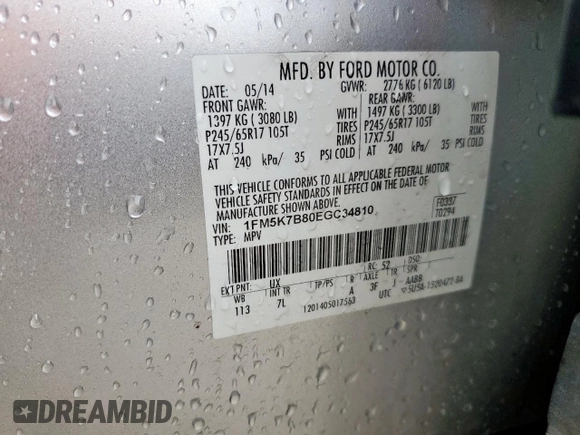 MFD. BY FORD MOTOR CO.
DATE: 05/14 GVWR: 2776 KG ( 6120 LB)
FRONT GAWR: REAR GAWR:
1397 KG ( 3080 LB) 1497 KG ( 3300 LB)
P245/65R17 105T TIRES P245/65R17 105T
17X7.5J RIMS 17X7.5J
AT 240 kPa/ 35 PSI COLD AT 240 kPa/ 35 PSI COLD
THIS VEHICLE CONFORMS TO ALL APPLICABLE FEDERAL MOTOR
VEHICLE SAFETY STANDARDS IN EFFECT ON THE DATE OF
MANUFACTURE SHOWN ABOVE.
VIN: 1FM5K7B80EGC34810
TYPE: MPV
F0337
T0294
EXT PNT: UX RC: 52 DSO:
WB INT TR TP/PS R AXLE TR SPR
113 7L A 3F J AABB
1201405017563 UTC
DREAMBID